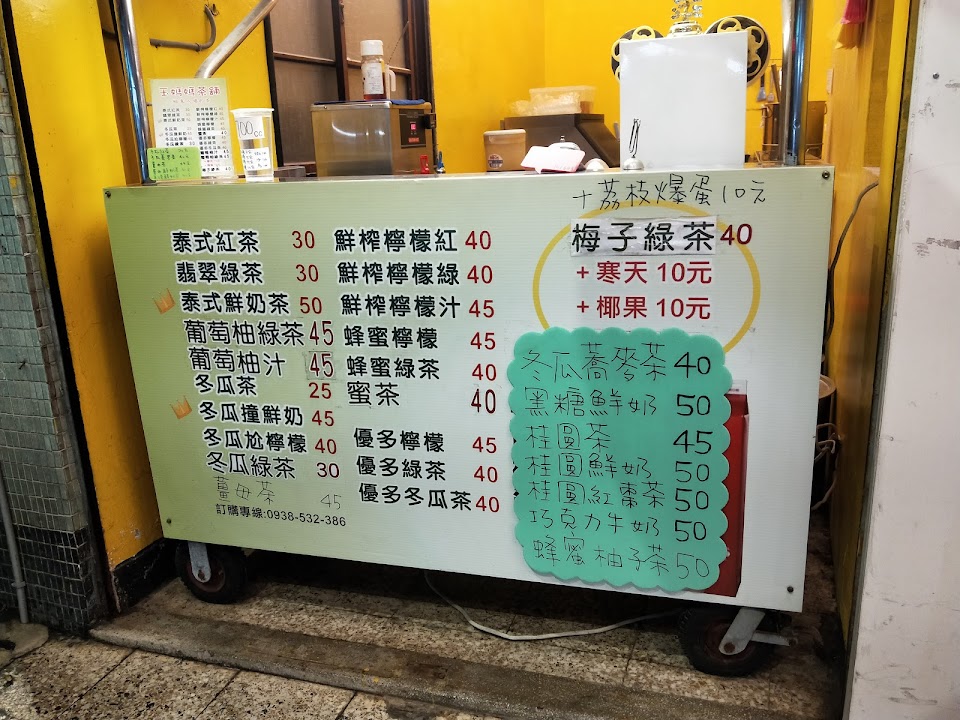 王媽媽茶舖
100cc
泰式紅茶 30
翡翠綠茶 30
泰式鮮奶茶 50
葡萄柚綠茶 45
葡萄柚汁 45
冬瓜茶 25
冬瓜撞鮮奶 45
冬瓜尬檸檬 40
冬瓜綠茶 30
薑母茶 45
訂購專線:0938-532-386
鮮榨檸檬紅 40
鮮榨檸檬綠 40
鮮榨檸檬汁 45
蜂蜜檸檬 45
蜂蜜綠茶 40
蜜茶 40
優多檸檬 45
優多綠茶 40
優多冬瓜茶 40
+荔枝爆蛋10元
梅子綠茶 40
+寒天 10元
+椰果 10元
冬瓜蕎麥茶 40
黑糖鮮奶 50
桂圓茶 45
桂圓鮮奶 50
桂圓紅棗茶 50
巧克力牛奶 50
蜂蜜柚子茶 50